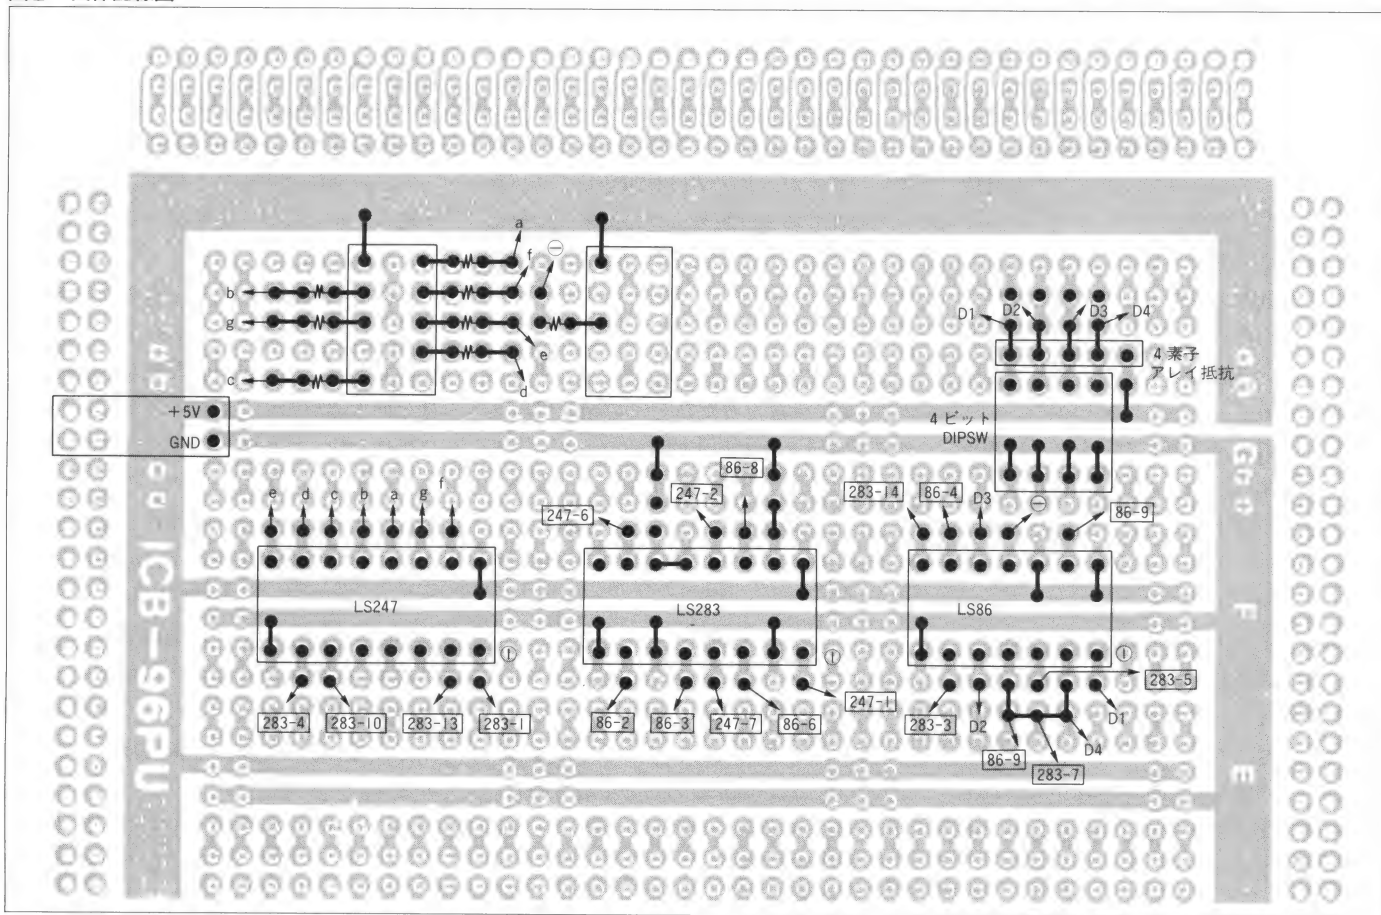 a
f
⊖
b
g
c
e
d
D1
D2
D3
D4
4素子
アレイ抵抗
+5V
GND
4ビット
DIPSW
e
d
c
b
a
g
f
247-6
247-2
86-8
283-14
86-4
D3
⊖
86-9
LS247
LS283
LS86
①
①
①
283-4
283-10
283-13
283-1
86-2
86-3
247-7
86-6
247-1
283-3
D2
86-9
283-7
D4
D1
283-5
ICB-96PU
G
F
E